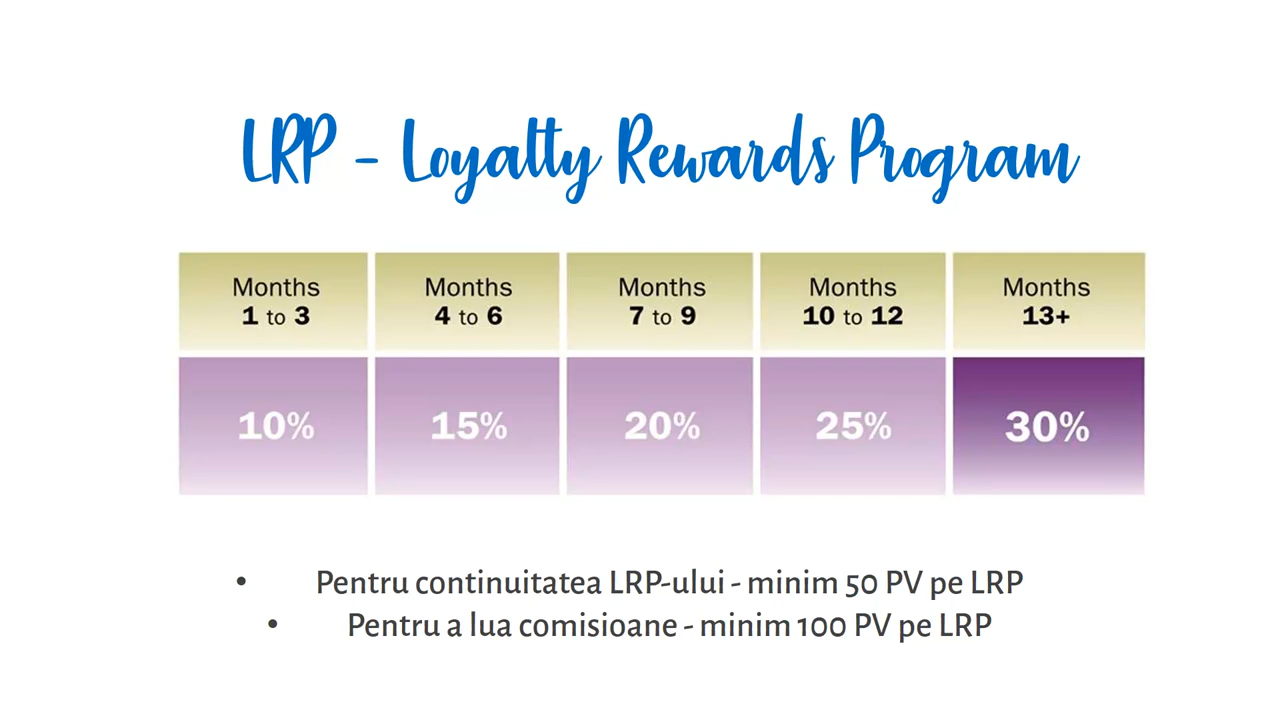 LRP - Loyalty Rewards Program
Months
1 to 3
Months
4 to 6
Months
7 to 9
Months
10 to 12
Months
13+
10%
15%
20%
25%
30%
• Pentru continuitatea LRP-ului - minim 50 PV pe LRP
• Pentru a lua comisioane - minim 100 PV pe LRP